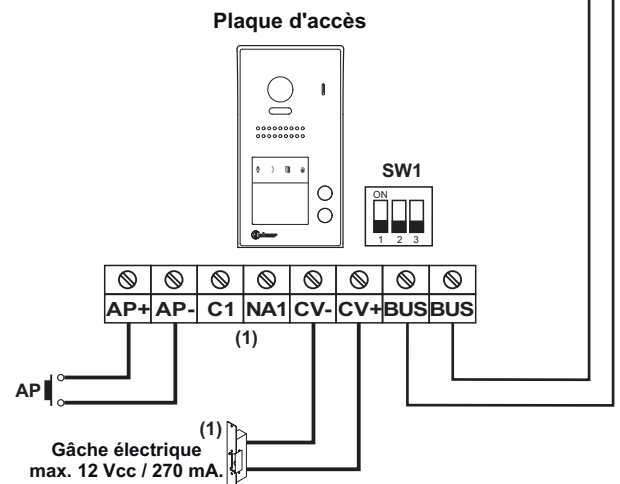 Plaque d'accès
SW1
ON
1 2 3
AP+ AP- C1 NA1 CV- CV+ BUS BUS
(1)
AP
(1)
Gâche électrique
max. 12 Vcc / 270 mA.